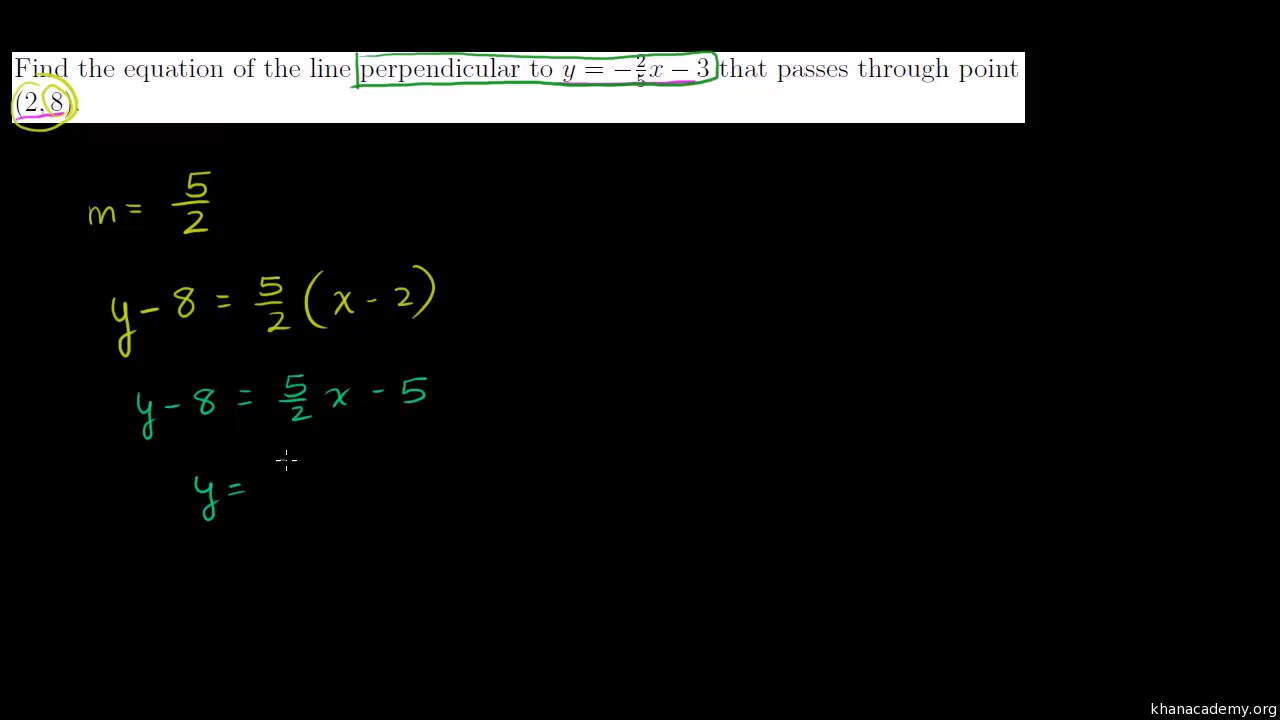 Find the equation of the line perpendicular to y = −2/5x − 3 that passes through point
(2, 8).
m = 5/2
y − 8 = 5/2 (x − 2)
y − 8 = 5/2 x − 5
y =
khanacademy.org